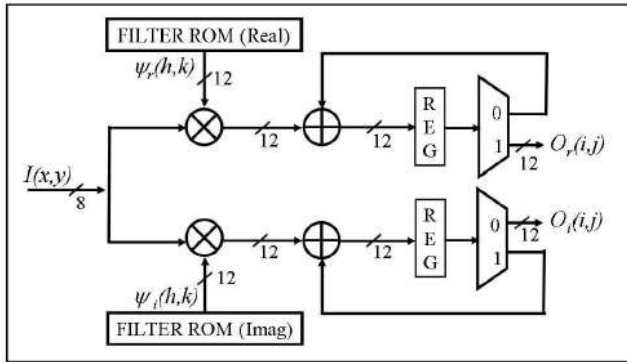 FILTER ROM (Real)
ψr(h,k)
12
12
12
R
E
G
0
1
12
Or(i,j)
I(x,y)
8
12
12
R
E
G
0
1
12
Oi(i,j)
12
ψi(h,k)
FILTER ROM (Imag)